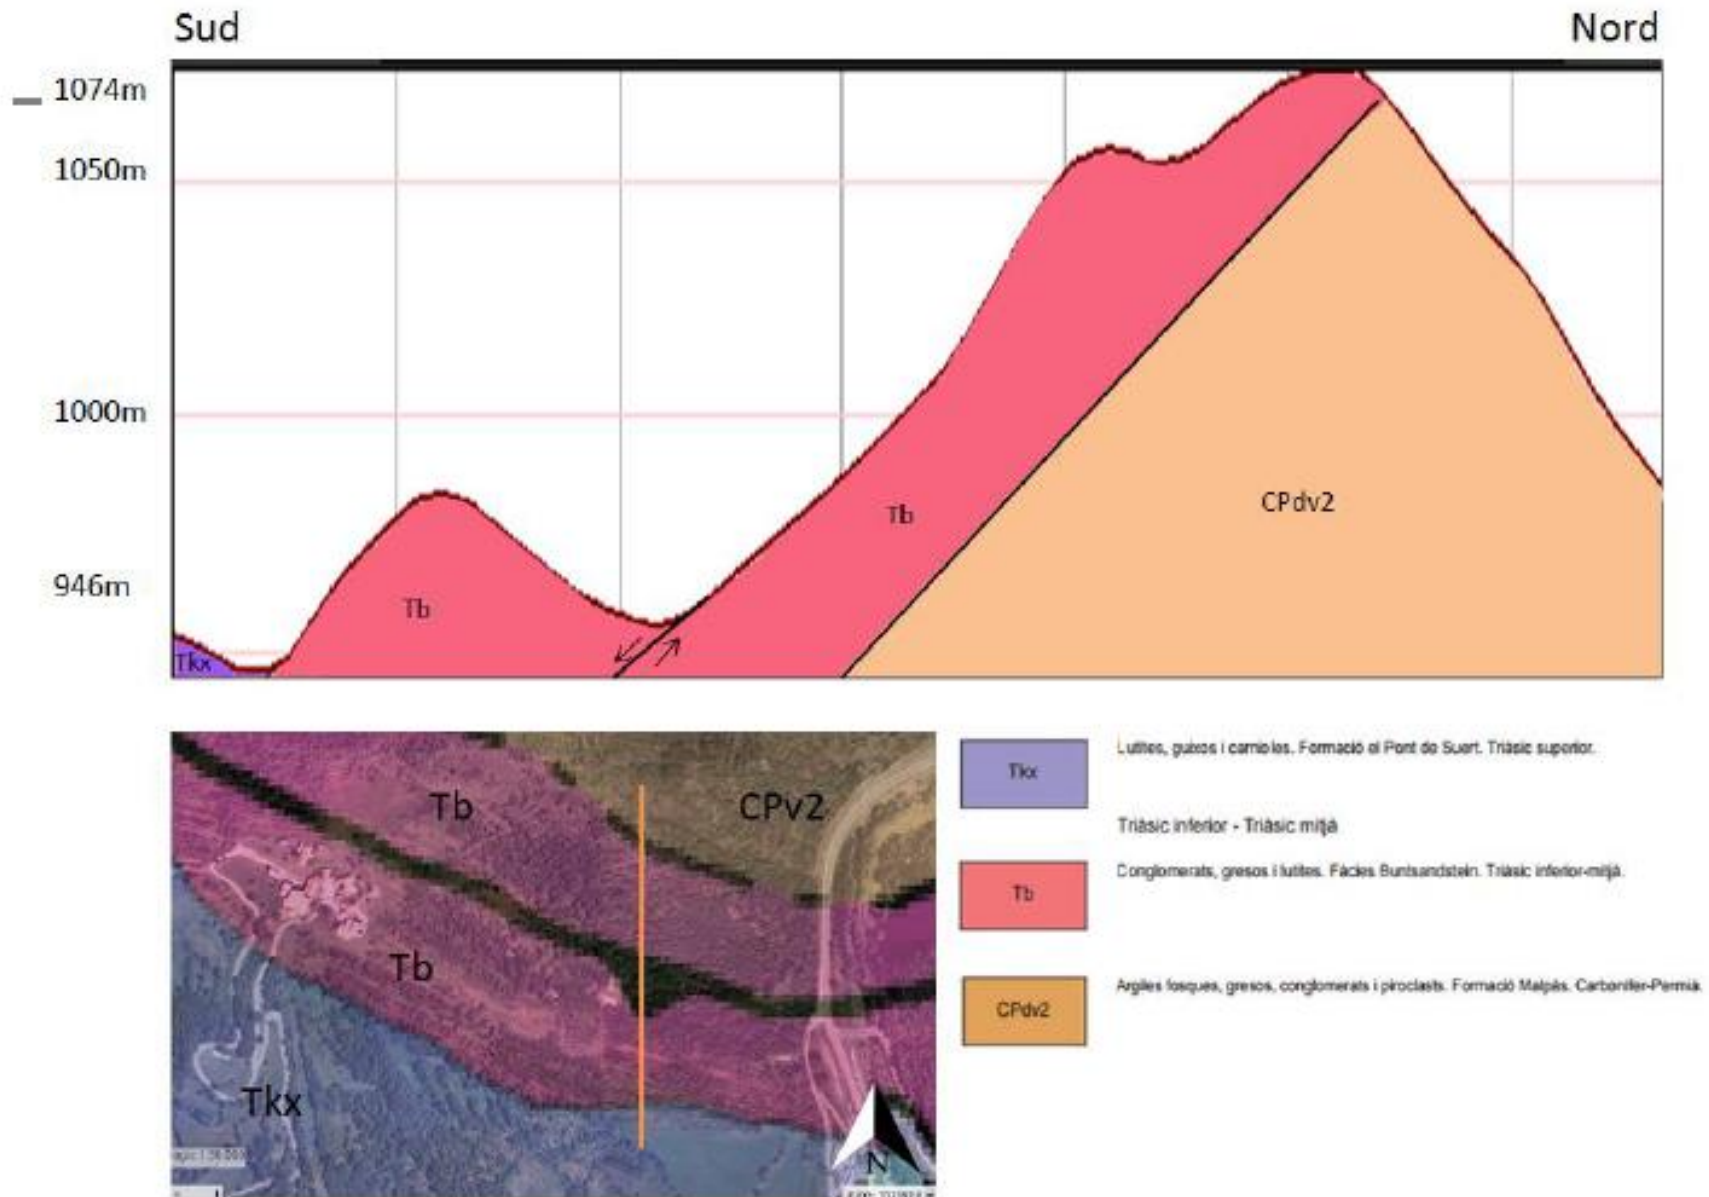 Sud
Nord
1074m
1050m
1000m
946m
CPdv2
Tb
Tb
Tkx
Tb
CPv2
Tb
Tkx
N
Tkx
Lutites, guixos i carnioles. Formació el Pont de Suert. Triàsic superior.
Triàsic inferior - Triàsic mitjà
Tb
Conglomerats, gresos i lutites. Fàcies Buntsandstein. Triàsic inferior-mitjà.
CPdv2
Argiles fosques, gresos, conglomerats i piroclasts. Formació Malpàs. Carbonífer-Permià.